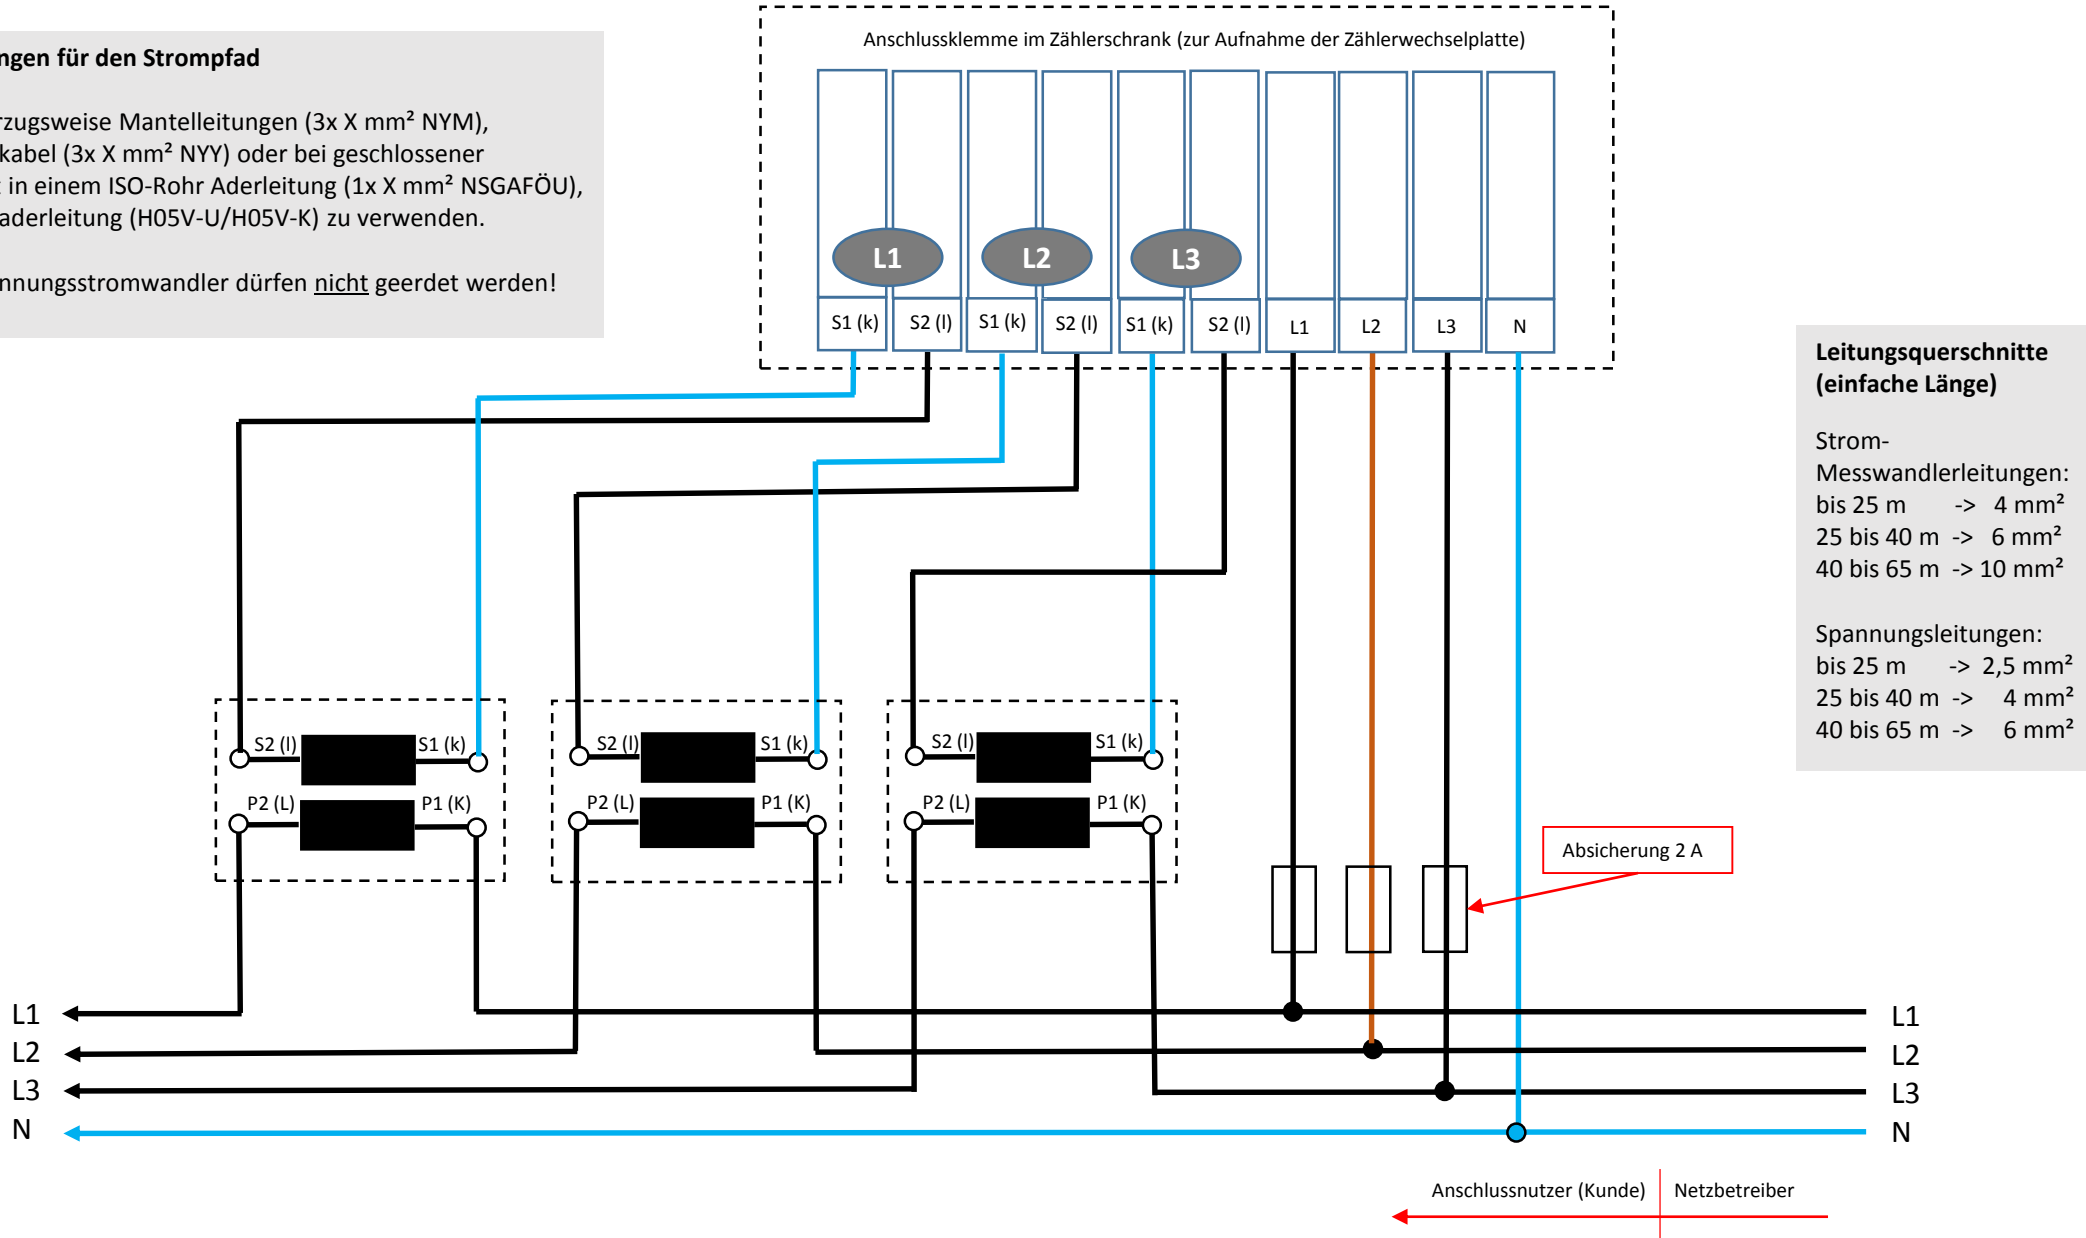 ngen für den Strompfad
rzugsweise Mantelleitungen (3x X mm² NYM),
kabel (3x X mm² NYY) oder bei geschlossener
in einem ISO-Rohr Aderleitung (1x X mm² NSGAFÖU),
aderleitung (H05V-U/H05V-K) zu verwenden.
nnungsstromwandler dürfen nicht geerdet werden!
Anschlussklemme im Zählerschrank (zur Aufnahme der Zählerwechselplatte)
L1 L2 L3
S1 (k) S2 (l) S1 (k) S2 (l) S1 (k) S2 (l) L1 L2 L3 N
Leitungsquerschnitte
(einfache Länge)
Strom-
Messwandlerleitungen:
bis 25 m -> 4 mm²
25 bis 40 m -> 6 mm²
40 bis 65 m -> 10 mm²
Spannungsleitungen:
bis 25 m -> 2,5 mm²
25 bis 40 m -> 4 mm²
40 bis 65 m -> 6 mm²
S2 (l) S1 (k) S2 (l) S1 (k) S2 (l) S1 (k)
P2 (L) P1 (K) P2 (L) P1 (K) P2 (L) P1 (K)
Absicherung 2 A
L1 L1
L2 L2
L3 L3
N N
Anschlussnutzer (Kunde) Netzbetreiber